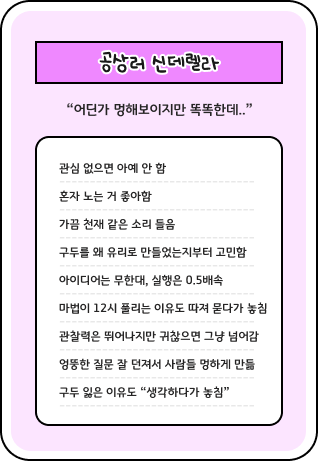 공상러 신데렐라
“어딘가 멍해보이지만 똑똑한데..”
관심 없으면 아예 안 함
혼자 노는 거 좋아함
가끔 천재 같은 소리 들음
구두를 왜 유리로 만들었는지부터 고민함
아이디어는 무한대, 실행은 0.5배속
마법이 12시 풀리는 이유도 따져 묻다가 놓침
관찰력은 뛰어나지만 귀찮으면 그냥 넘어감
엉뚱한 질문 잘 던져서 사람들 멍하게 만듦
구두 잃은 이유도 “생각하다가 놓침”